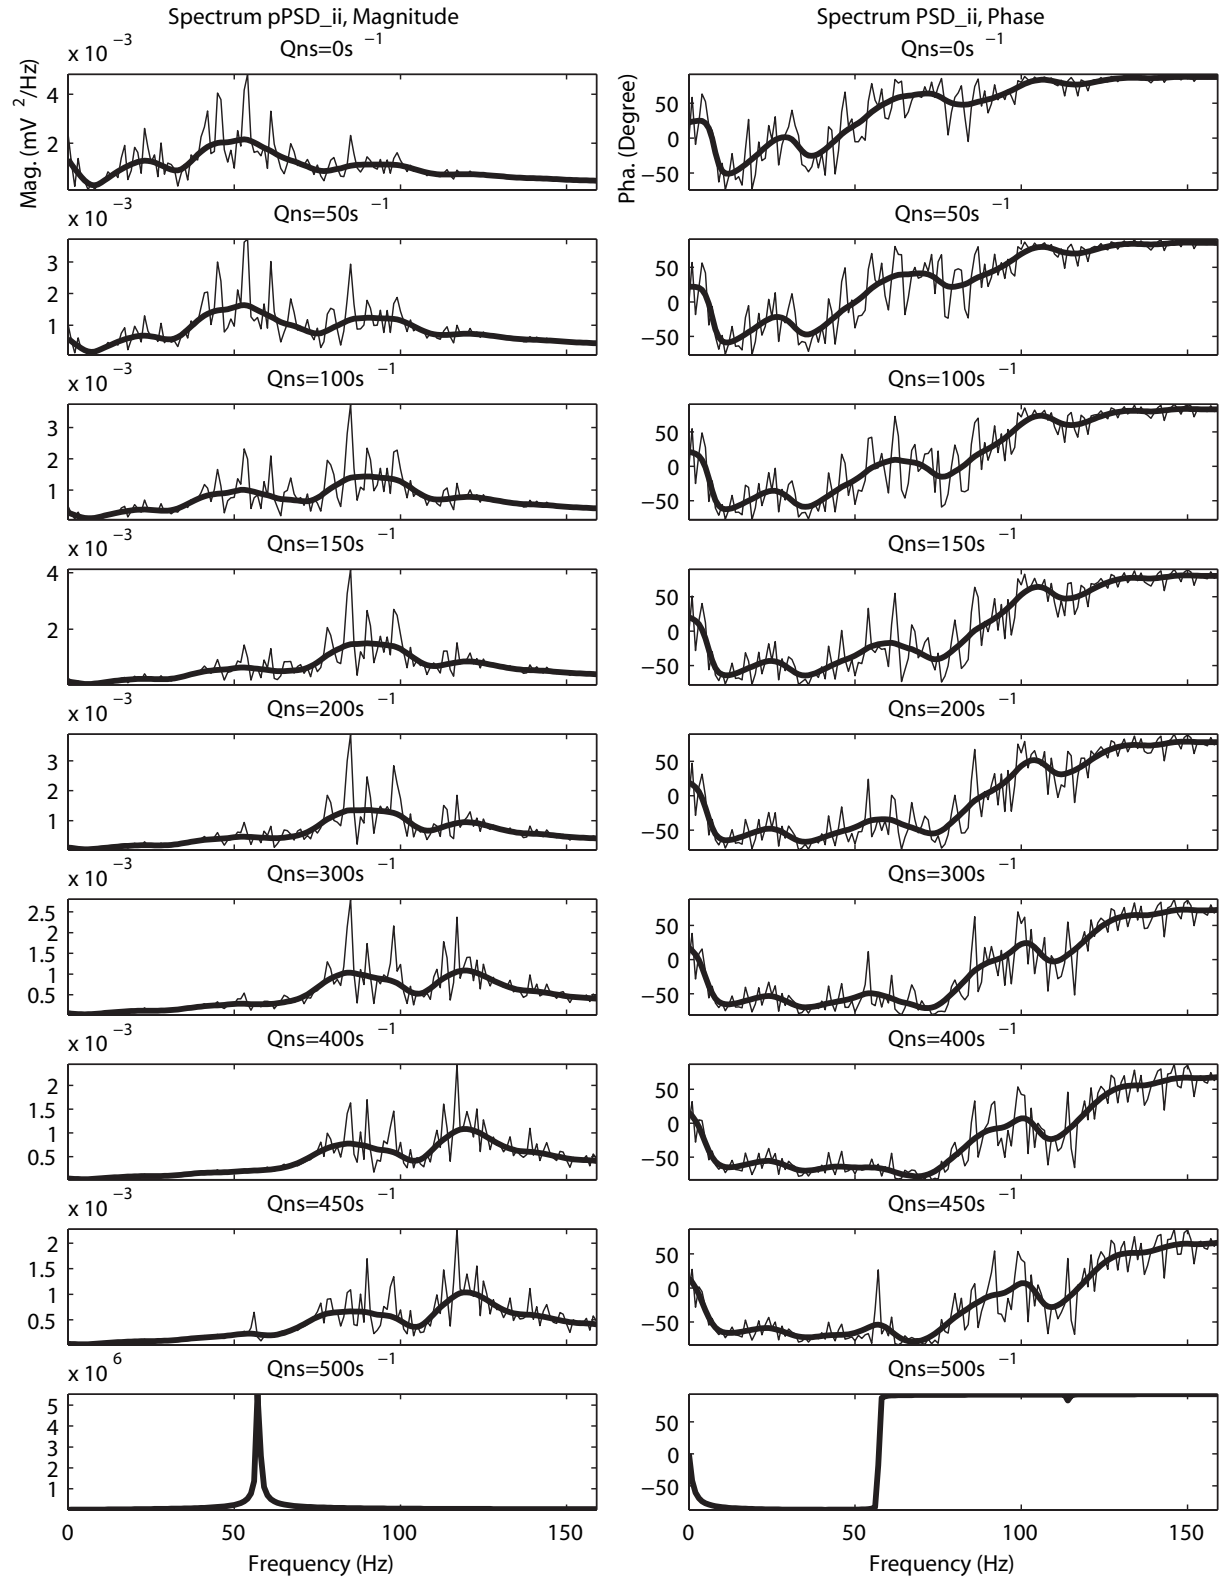 Spectrum pPSD_ii, Magnitude
Spectrum PSD_ii, Phase
x 10 −3
Qns=0s −1
Qns=0s −1
Mag. (mV 2/Hz)
4
2
Pha. (Degree)
50
0
−50
x 10 −3
Qns=50s −1
Qns=50s −1
3
2
1
50
0
−50
x 10 −3
Qns=100s −1
Qns=100s −1
3
2
1
50
0
−50
x 10 −3
Qns=150s −1
Qns=150s −1
4
2
50
0
−50
x 10 −3
Qns=200s −1
Qns=200s −1
3
2
1
50
0
−50
x 10 −3
Qns=300s −1
Qns=300s −1
2.5
2
1.5
1
0.5
50
0
−50
x 10 −3
Qns=400s −1
Qns=400s −1
2
1.5
1
0.5
50
0
−50
x 10 −3
Qns=450s −1
Qns=450s −1
2
1.5
1
0.5
50
0
−50
x 10 6
Qns=500s −1
Qns=500s −1
5
4
3
2
1
50
0
−50
0 50 100 150
0 50 100 150
Frequency (Hz)
Frequency (Hz)